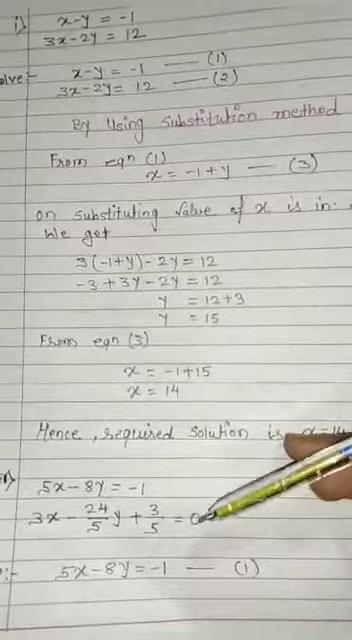 i) x-y = -1
3x-2y = 12
olve:- x-y = -1 — (1)
3x-2y = 12 — (2)
By Using Substitution method
From eqn (1)
x = -1+y — (3)
on substituting value of x is in
We get
3(-1+y)-2y = 12
-3+3y-2y = 12
y = 12+3
y = 15
From eqn (3)
x = -1+15
x = 14
Hence, required solution is x=14
5x-8y = -1
3x - 24/5 y + 3/5 = 0
:- 5x-8y = -1 — (1)